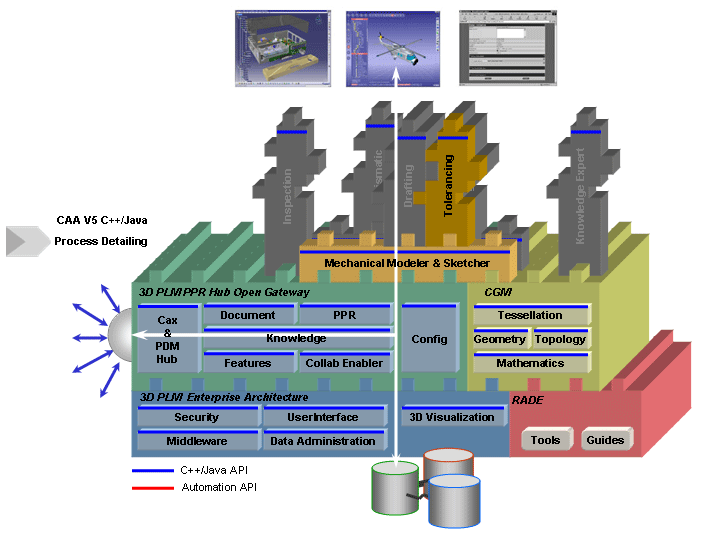 Inspection
Drafting
Tolerancing
Knowledge Expert
CAA V5 C++/Java
Process Detailing
Mechanical Modeler & Sketcher
3D PLM PPR Hub Open Gateway
CGM
Cax
&
PDM
Hub
Document
PPR
Knowledge
Features
Collab Enabler
Config
Tessellation
Geometry
Topology
Mathematics
3D PLM Enterprise Architecture
RADE
Security
UserInterface
3D Visualization
Middleware
Data Administration
Tools
Guides
C++/Java API
Automation API